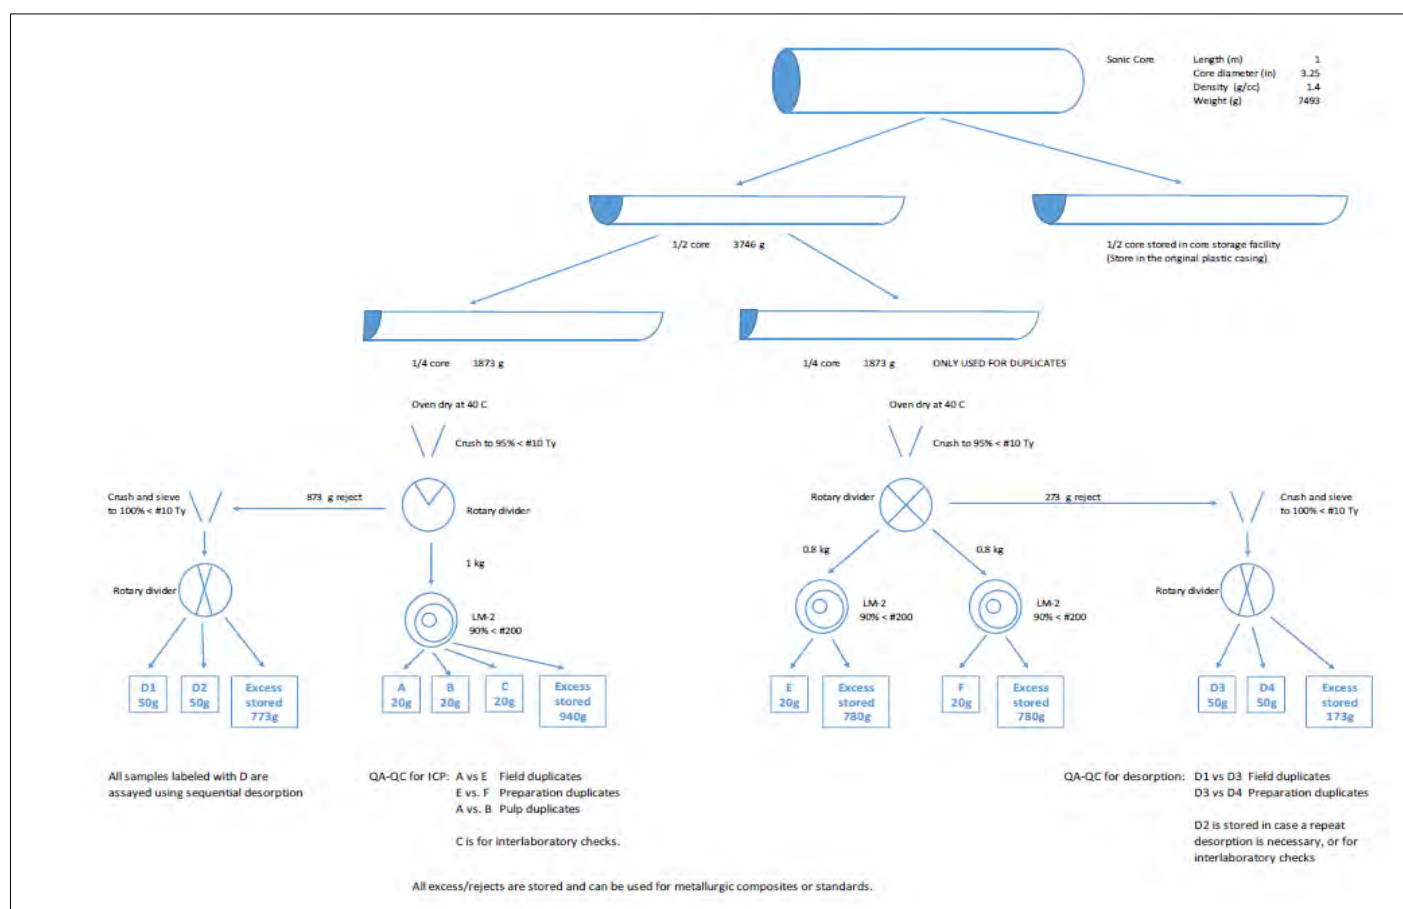 Sonic Core Length (m) 1
Core diameter (in) 3.25
Density (g/cc) 1.4
Weight (g) 7493
1/2 core 3746 g
1/2 core stored in core storage facility
(Store in the original plastic casing)
1/4 core 1873 g
1/4 core 1873 g ONLY USED FOR DUPLICATES
Oven dry at 40 C
Oven dry at 40 C
Crush to 95% < #10 Ty
Crush to 95% < #10 Ty
Crush and sieve
to 100% < #10 Ty
873 g reject
Rotary divider
Rotary divider
273 g reject
Crush and sieve
to 100% < #10 Ty
1 kg
0.8 kg
0.8 kg
Rotary divider
LM-2
90% < #200
LM-2
90% < #200
LM-2
90% < #200
Rotary divider
D1
50g
D2
50g
Excess
stored
773g
A
20g
B
20g
C
20g
Excess
stored
940g
E
20g
Excess
stored
780g
F
20g
Excess
stored
780g
D3
50g
D4
50g
Excess
stored
173g
All samples labeled with D are
assayed using sequential desorption
QA-QC for ICP: A vs E Field duplicates
E vs. F Preparation duplicates
A vs. B Pulp duplicates
C is for interlaboratory checks.
QA-QC for desorption: D1 vs D3 Field duplicates
D3 vs D4 Preparation duplicates
D2 is stored in case a repeat
desorption is necessary, or for
interlaboratory checks
All excess/rejects are stored and can be used for metallurgic composites or standards.